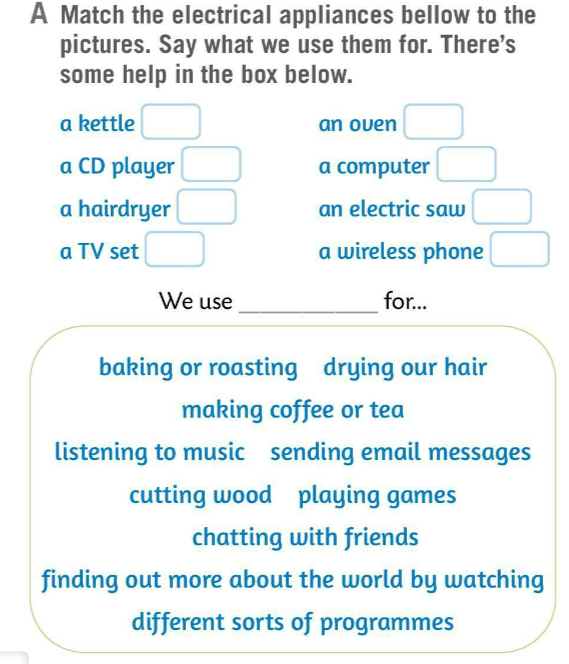 A Match the electrical appliances bellow to the
pictures. Say what we use them for. There's
some help in the box below.
a kettle
an oven
a CD player
a computer
a hairdryer
an electric saw
a TV set
a wireless phone
We use ____________ for...
baking or roasting drying our hair
making coffee or tea
listening to music sending email messages
cutting wood playing games
chatting with friends
finding out more about the world by watching
different sorts of programmes